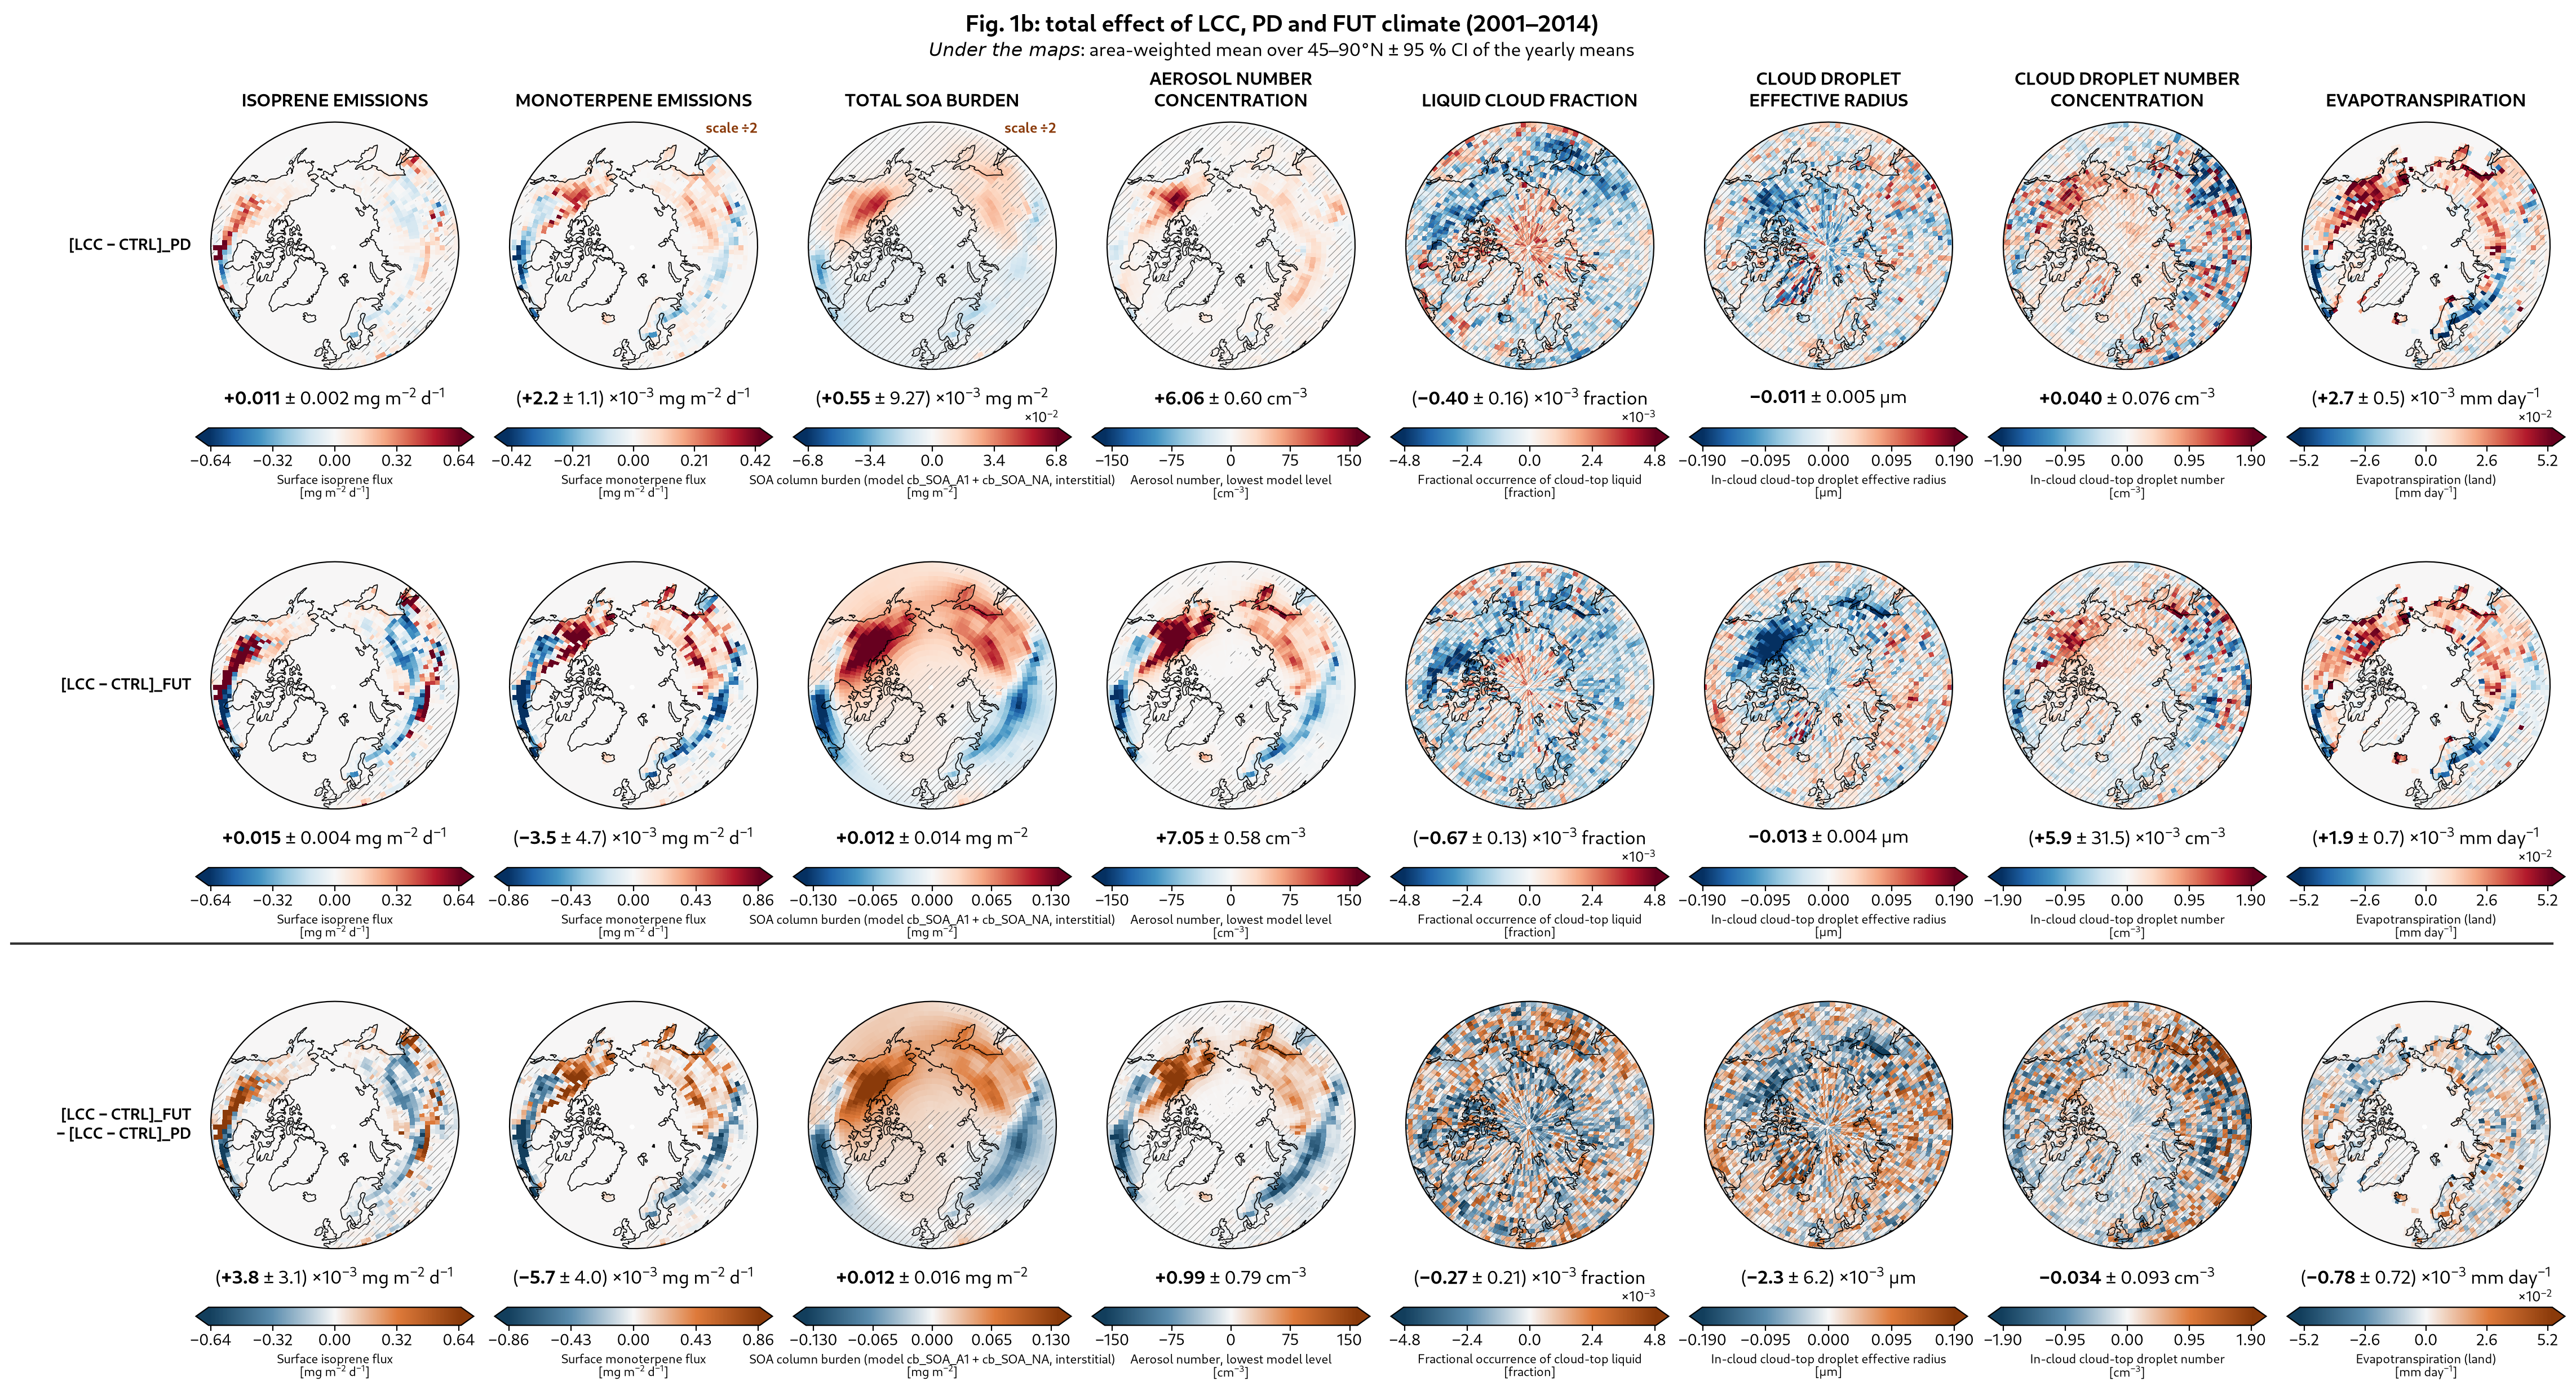 Fig. 1b: total effect of LCC, PD and FUT climate (2001–2014)
Under the maps: area-weighted mean over 45–90°N ± 95 % CI of the yearly means
ISOPRENE EMISSIONS
MONOTERPENE EMISSIONS
TOTAL SOA BURDEN
AEROSOL NUMBER
CONCENTRATION
LIQUID CLOUD FRACTION
CLOUD DROPLET
EFFECTIVE RADIUS
CLOUD DROPLET NUMBER
CONCENTRATION
EVAPOTRANSPIRATION
scale ÷2
scale ÷2
[LCC − CTRL]_PD
+0.011 ± 0.002 mg m−2 d−1
(+2.2 ± 1.1) ×10−3 mg m−2 d−1
(+0.55 ± 9.27) ×10−3 mg m−2
+6.06 ± 0.60 cm−3
(−0.40 ± 0.16) ×10−3 fraction
−0.011 ± 0.005 µm
+0.040 ± 0.076 cm−3
(+2.7 ± 0.5) ×10−3 mm day−1
×10−2
×10−3
×10−2
−0.64 −0.32 0.00 0.32 0.64
−0.42 −0.21 0.00 0.21 0.42
−6.8 −3.4 0.0 3.4 6.8
−150 −75 0 75 150
−4.8 −2.4 0.0 2.4 4.8
−0.190 −0.095 0.000 0.095 0.190
−1.90 −0.95 0.00 0.95 1.90
−5.2 −2.6 0.0 2.6 5.2
Surface isoprene flux
[mg m−2 d−1]
Surface monoterpene flux
[mg m−2 d−1]
SOA column burden (model cb_SOA_A1 + cb_SOA_NA, interstitial)
[mg m−2]
Aerosol number, lowest model level
[cm−3]
Fractional occurrence of cloud-top liquid
[fraction]
In-cloud cloud-top droplet effective radius
[µm]
In-cloud cloud-top droplet number
[cm−3]
Evapotranspiration (land)
[mm day−1]
[LCC − CTRL]_FUT
+0.015 ± 0.004 mg m−2 d−1
(−3.5 ± 4.7) ×10−3 mg m−2 d−1
+0.012 ± 0.014 mg m−2
+7.05 ± 0.58 cm−3
(−0.67 ± 0.13) ×10−3 fraction
−0.013 ± 0.004 µm
(+5.9 ± 31.5) ×10−3 cm−3
(+1.9 ± 0.7) ×10−3 mm day−1
×10−3
×10−2
−0.64 −0.32 0.00 0.32 0.64
−0.86 −0.43 0.00 0.43 0.86
−0.130 −0.065 0.000 0.065 0.130
−150 −75 0 75 150
−4.8 −2.4 0.0 2.4 4.8
−0.190 −0.095 0.000 0.095 0.190
−1.90 −0.95 0.00 0.95 1.90
−5.2 −2.6 0.0 2.6 5.2
Surface isoprene flux
[mg m−2 d−1]
Surface monoterpene flux
[mg m−2 d−1]
SOA column burden (model cb_SOA_A1 + cb_SOA_NA, interstitial)
[mg m−2]
Aerosol number, lowest model level
[cm−3]
Fractional occurrence of cloud-top liquid
[fraction]
In-cloud cloud-top droplet effective radius
[µm]
In-cloud cloud-top droplet number
[cm−3]
Evapotranspiration (land)
[mm day−1]
[LCC − CTRL]_FUT
− [LCC − CTRL]_PD
(+3.8 ± 3.1) ×10−3 mg m−2 d−1
(−5.7 ± 4.0) ×10−3 mg m−2 d−1
+0.012 ± 0.016 mg m−2
+0.99 ± 0.79 cm−3
(−0.27 ± 0.21) ×10−3 fraction
(−2.3 ± 6.2) ×10−3 µm
−0.034 ± 0.093 cm−3
(−0.78 ± 0.72) ×10−3 mm day−1
×10−3
×10−2
−0.64 −0.32 0.00 0.32 0.64
−0.86 −0.43 0.00 0.43 0.86
−0.130 −0.065 0.000 0.065 0.130
−150 −75 0 75 150
−4.8 −2.4 0.0 2.4 4.8
−0.190 −0.095 0.000 0.095 0.190
−1.90 −0.95 0.00 0.95 1.90
−5.2 −2.6 0.0 2.6 5.2
Surface isoprene flux
[mg m−2 d−1]
Surface monoterpene flux
[mg m−2 d−1]
SOA column burden (model cb_SOA_A1 + cb_SOA_NA, interstitial)
[mg m−2]
Aerosol number, lowest model level
[cm−3]
Fractional occurrence of cloud-top liquid
[fraction]
In-cloud cloud-top droplet effective radius
[µm]
In-cloud cloud-top droplet number
[cm−3]
Evapotranspiration (land)
[mm day−1]